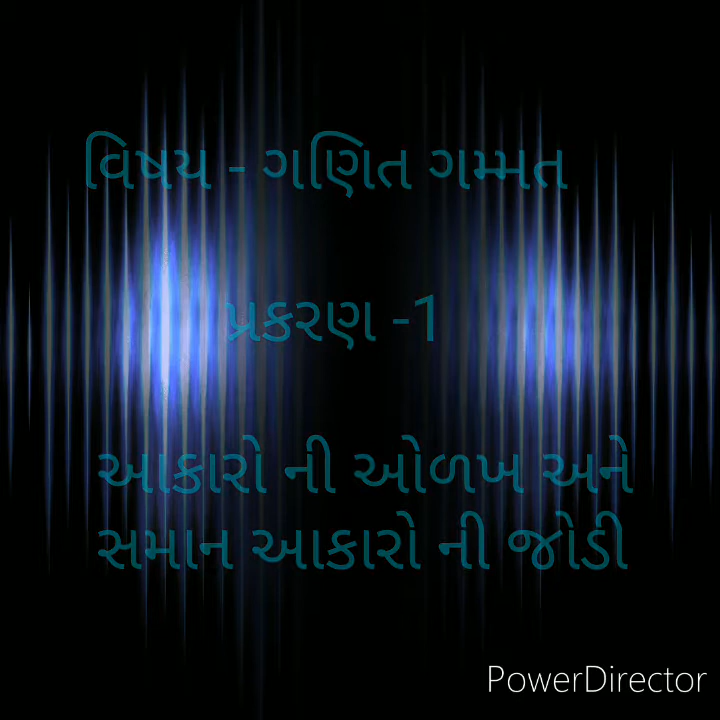 વિષય - ગણિત ગમ્મત
પ્રકરણ -1
આકારો ની ઓળખ અને
સમાન આકારો ની જોડી
PowerDirector